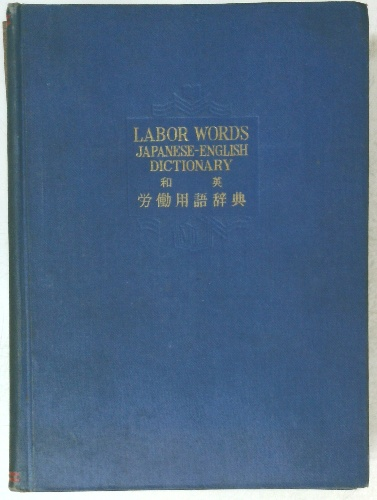 LABOR WORDS
JAPANESE-ENGLISH
DICTIONARY
和 英
労働用語辞典